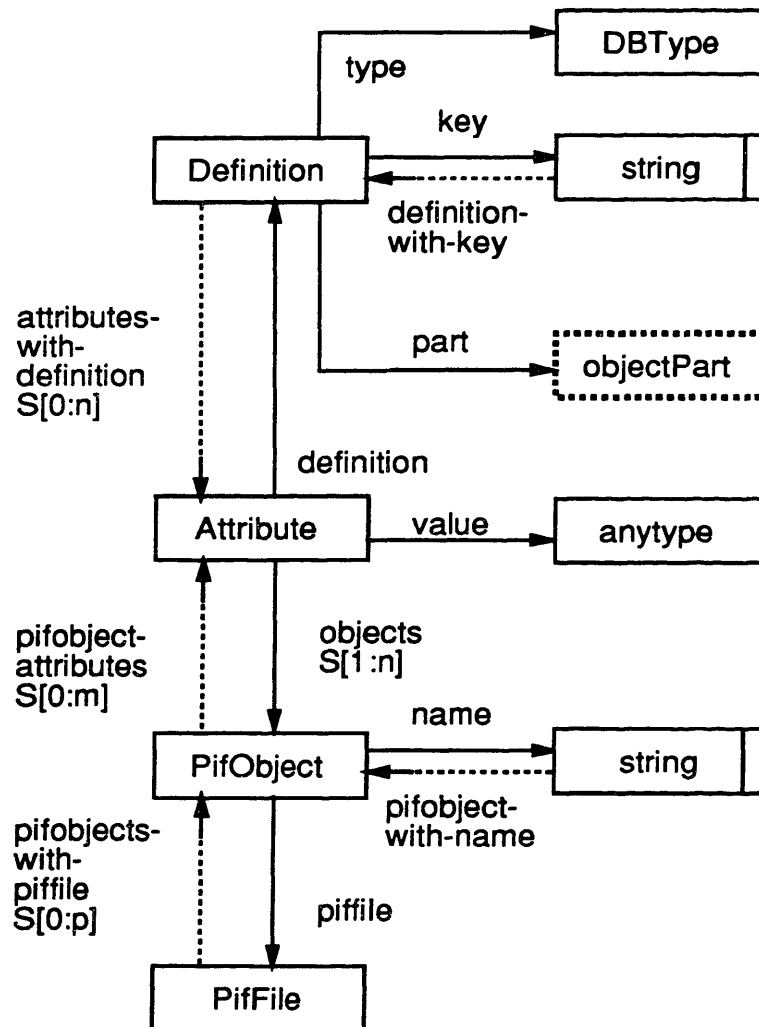 DBType
type
key
Definition
string
definition-
with-key
attributes-
with-
definition
S[0:n]
part
objectPart
definition
Attribute
value
anytype
pifobject-
attributes
S[0:m]
objects
S[1:n]
name
PifObject
string
pifobject-
with-name
pifobjects-
with-
piffile
S[0:p]
piffile
PifFile